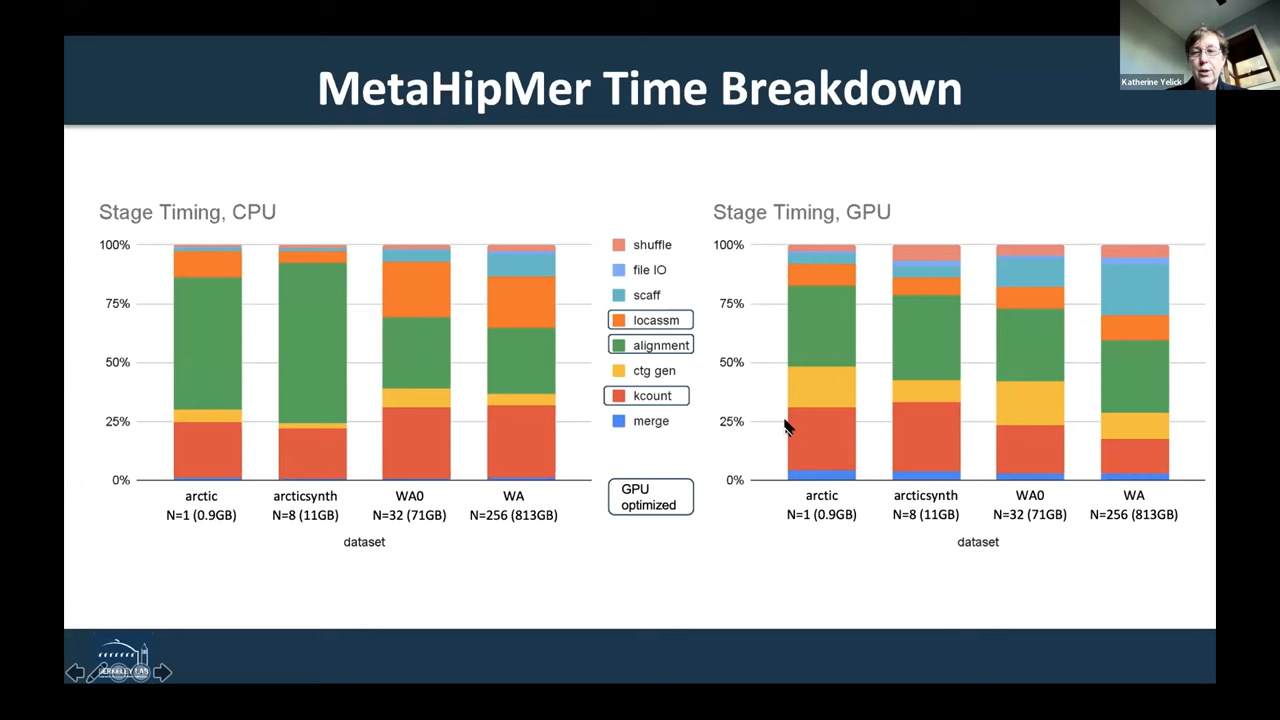 Katherine Yelick
MetaHipMer Time Breakdown
Stage Timing, CPU
100%
75%
50%
25%
0%
arctic
N=1 (0.9GB)
arcticsynth
N=8 (11GB)
WA0
N=32 (71GB)
WA
N=256 (813GB)
dataset
shuffle
file IO
scaff
locassm
alignment
ctg gen
kcount
merge
GPU
optimized
Stage Timing, GPU
100%
75%
50%
25%
0%
arctic
N=1 (0.9GB)
arcticsynth
N=8 (11GB)
WA0
N=32 (71GB)
WA
N=256 (813GB)
dataset
BERKELEY LAB